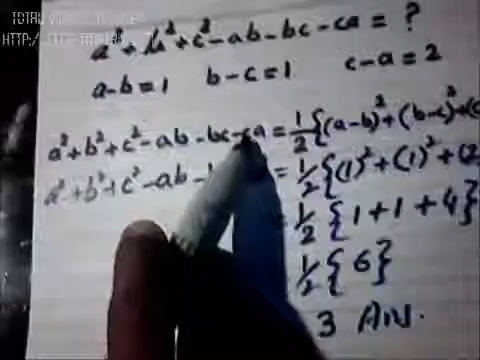 a² + b² + c² - ab - bc - ca = ?
a-b=1 b-c=1 c-a=2
a² + b² + c² - ab - bc - ca = 1/2 {(a-b)² + (b-c)² + (
a² + b² + c² - ab - = 1/2 {(1)² + (1)² + (2
1/2 {1+1+4}
1/2 {6}
3 Ans.